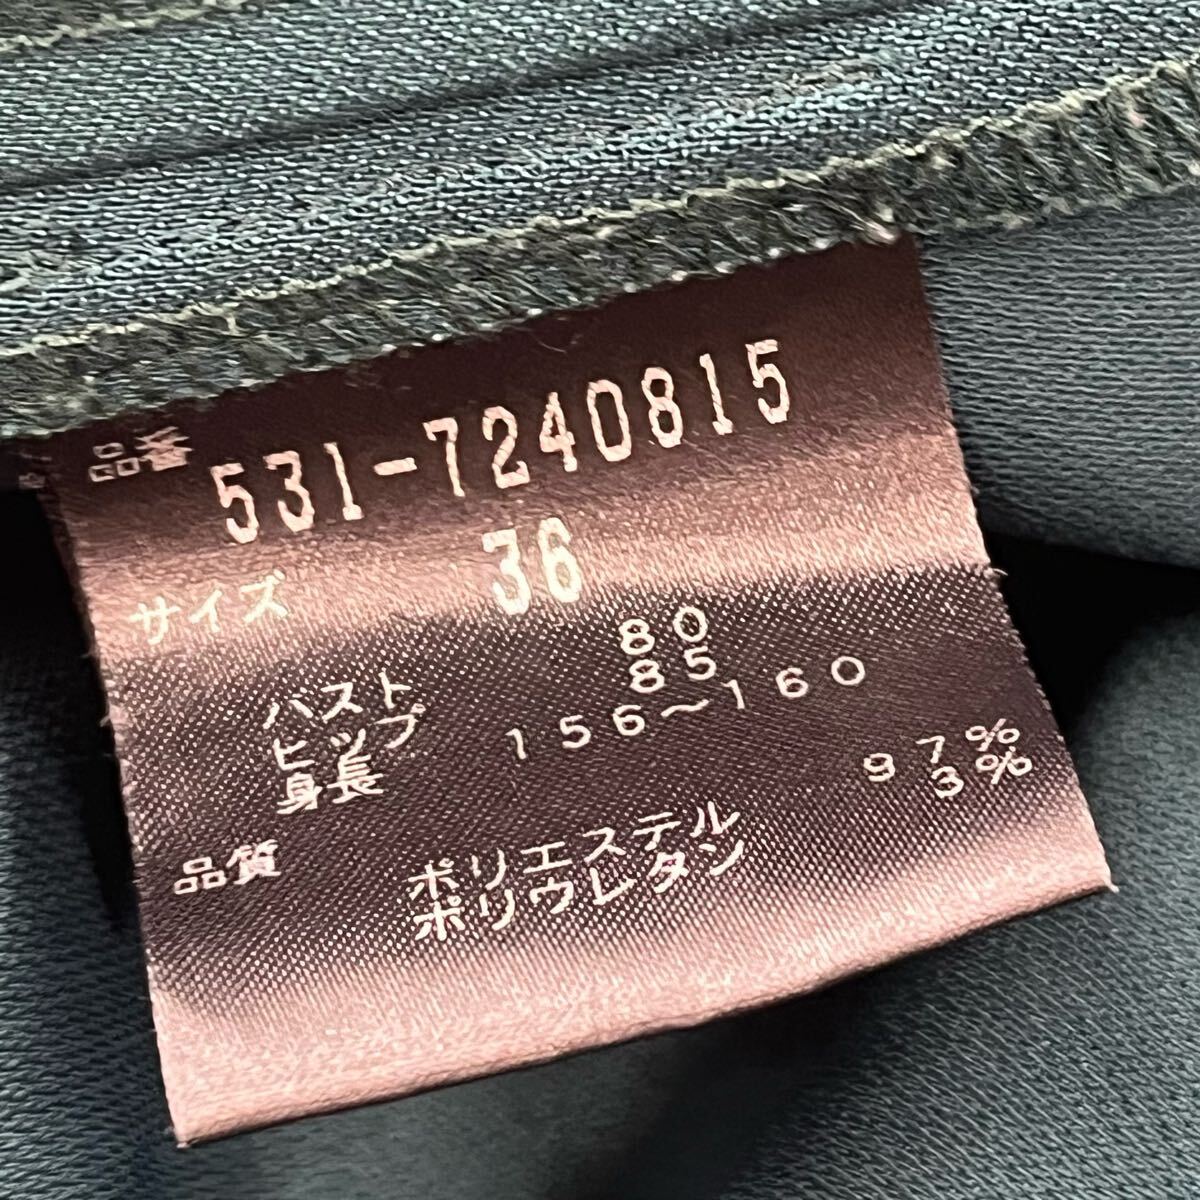 品番 531-7240815
サイズ 36
バスト 80
ヒップ 85
身長 156～160
品質 ポリエステル 97%
ポリウレタン 3%